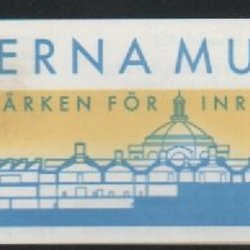 ERNA MU
ÄRKEN FÖR INR